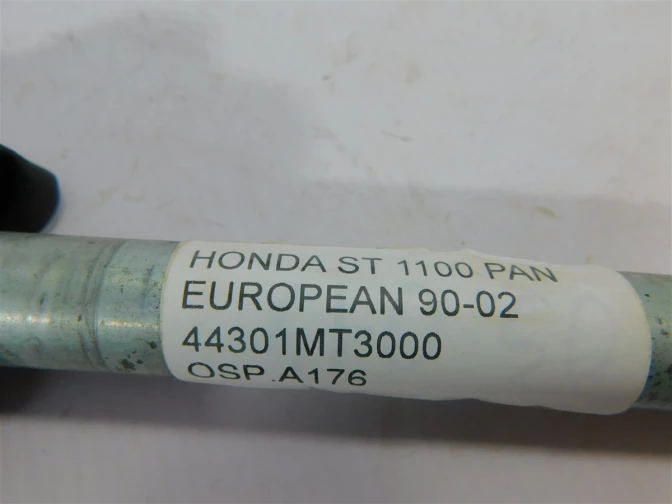 HONDA ST 1100 PAN
EUROPEAN 90-02
44301MT3000
OSP.A176